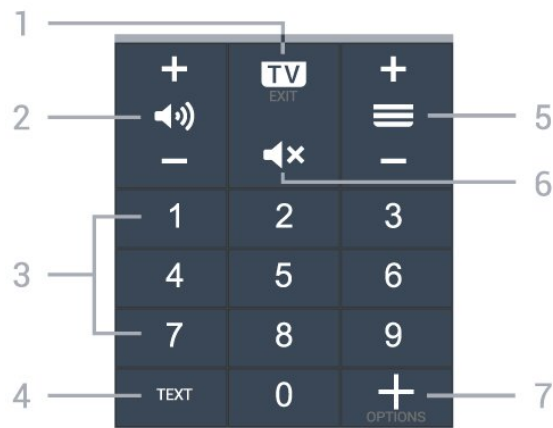 1
+ TV +
EXIT
2 5
− −
6
1 2 3
3
4 5 6
7 8 9
4 TEXT 0 + 7
OPTIONS